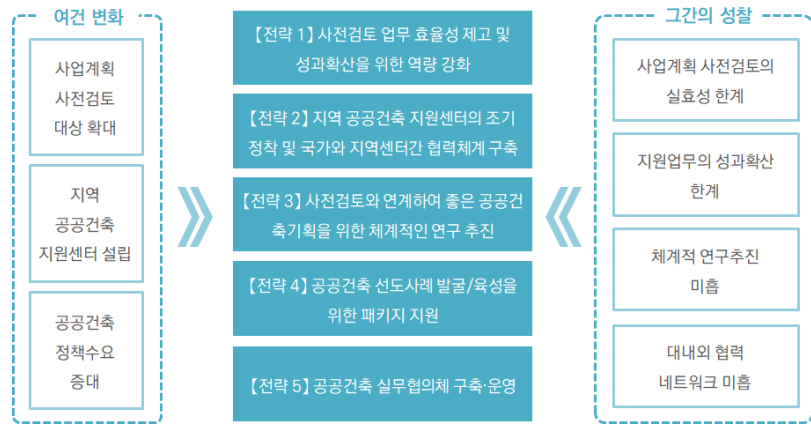 여건 변화
사업계획
사전검토
대상 확대
지역
공공건축
지원센터 설립
공공건축
정책수요
증대
【전략 1】 사전검토 업무 효율성 제고 및
성과확산을 위한 역량 강화
【전략 2】 지역 공공건축 지원센터의 조기
정착 및 국가와 지역센터간 협력체계 구축
【전략 3】 사전검토와 연계하여 좋은 공공건
축기획을 위한 체계적인 연구 추진
【전략 4】 공공건축 선도사례 발굴/육성을
위한 패키지 지원
【전략 5】 공공건축 실무협의체 구축·운영
그간의 성찰
사업계획 사전검토의
실효성 한계
지원업무의 성과확산
한계
체계적 연구추진
미흡
대내외 협력
네트워크 미흡